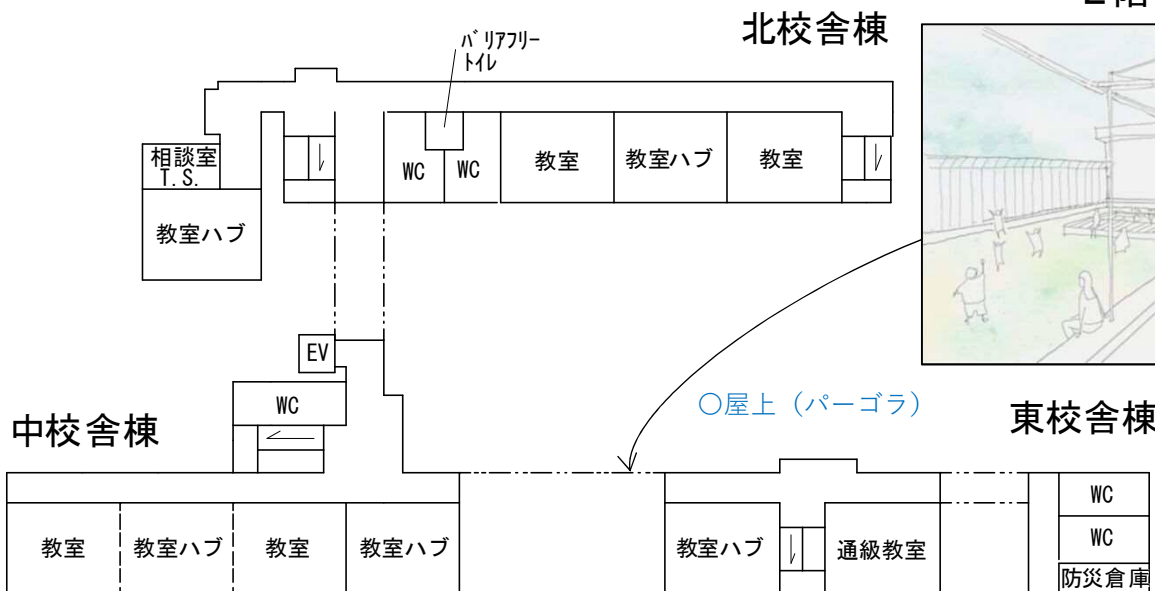 2階
北校舎棟
バリアフリー
トイレ
相談室
T.S.
WC
WC
教室
教室ハブ
教室
教室ハブ
EV
WC
〇屋上（パーゴラ）
中校舎棟
東校舎棟
教室
教室ハブ
教室
教室ハブ
教室ハブ
通級教室
WC
WC
防災倉庫